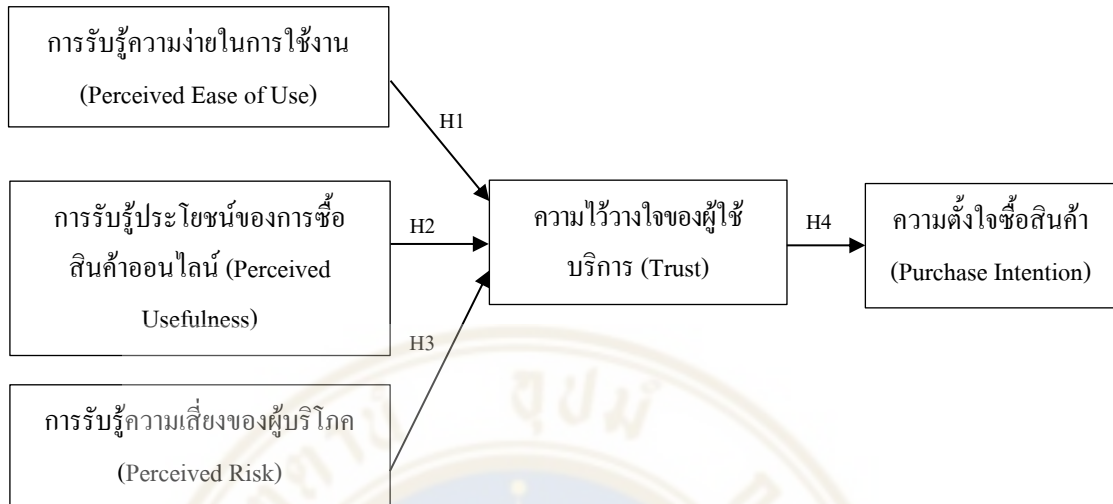 การรับรู้ความง่ายในการใช้งาน
(Perceived Ease of Use)
H1
การรับรู้ประโยชน์ของการซื้อ
สินค้าออนไลน์ (Perceived
Usefulness)
H2
ความไว้วางใจของผู้ใช้
บริการ (Trust)
H4
ความตั้งใจซื้อสินค้า
(Purchase Intention)
H3
การรับรู้ความเสี่ยงของผู้บริโภค
(Perceived Risk)
อุปมํ